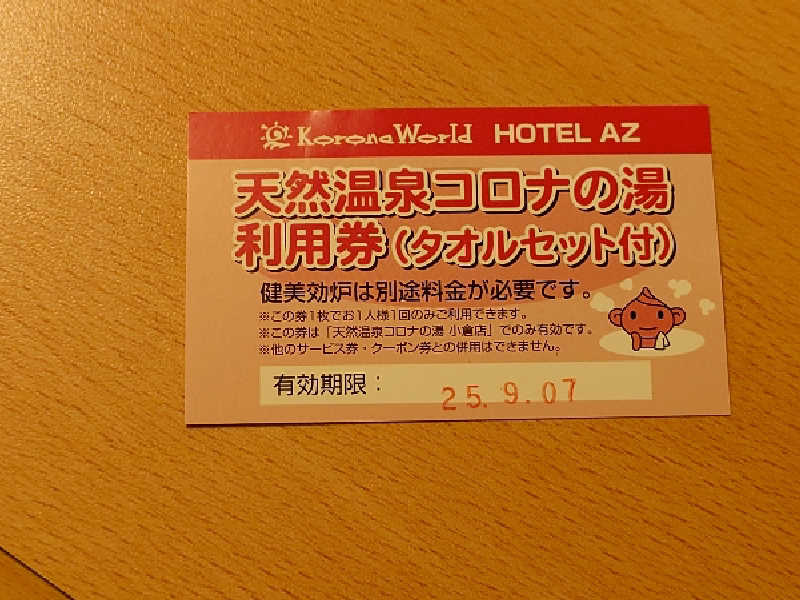 KoronaWorld HOTEL AZ
天然温泉コロナの湯
利用券(タオルセット付)
健美効炉は別途料金が必要です。
※この券1枚でお1人様1回のみご利用できます。
※この券は「天然温泉コロナの湯 小倉店」でのみ有効です。
※他のサービス券・クーポン券との併用はできません。
有効期限: 25.9.07